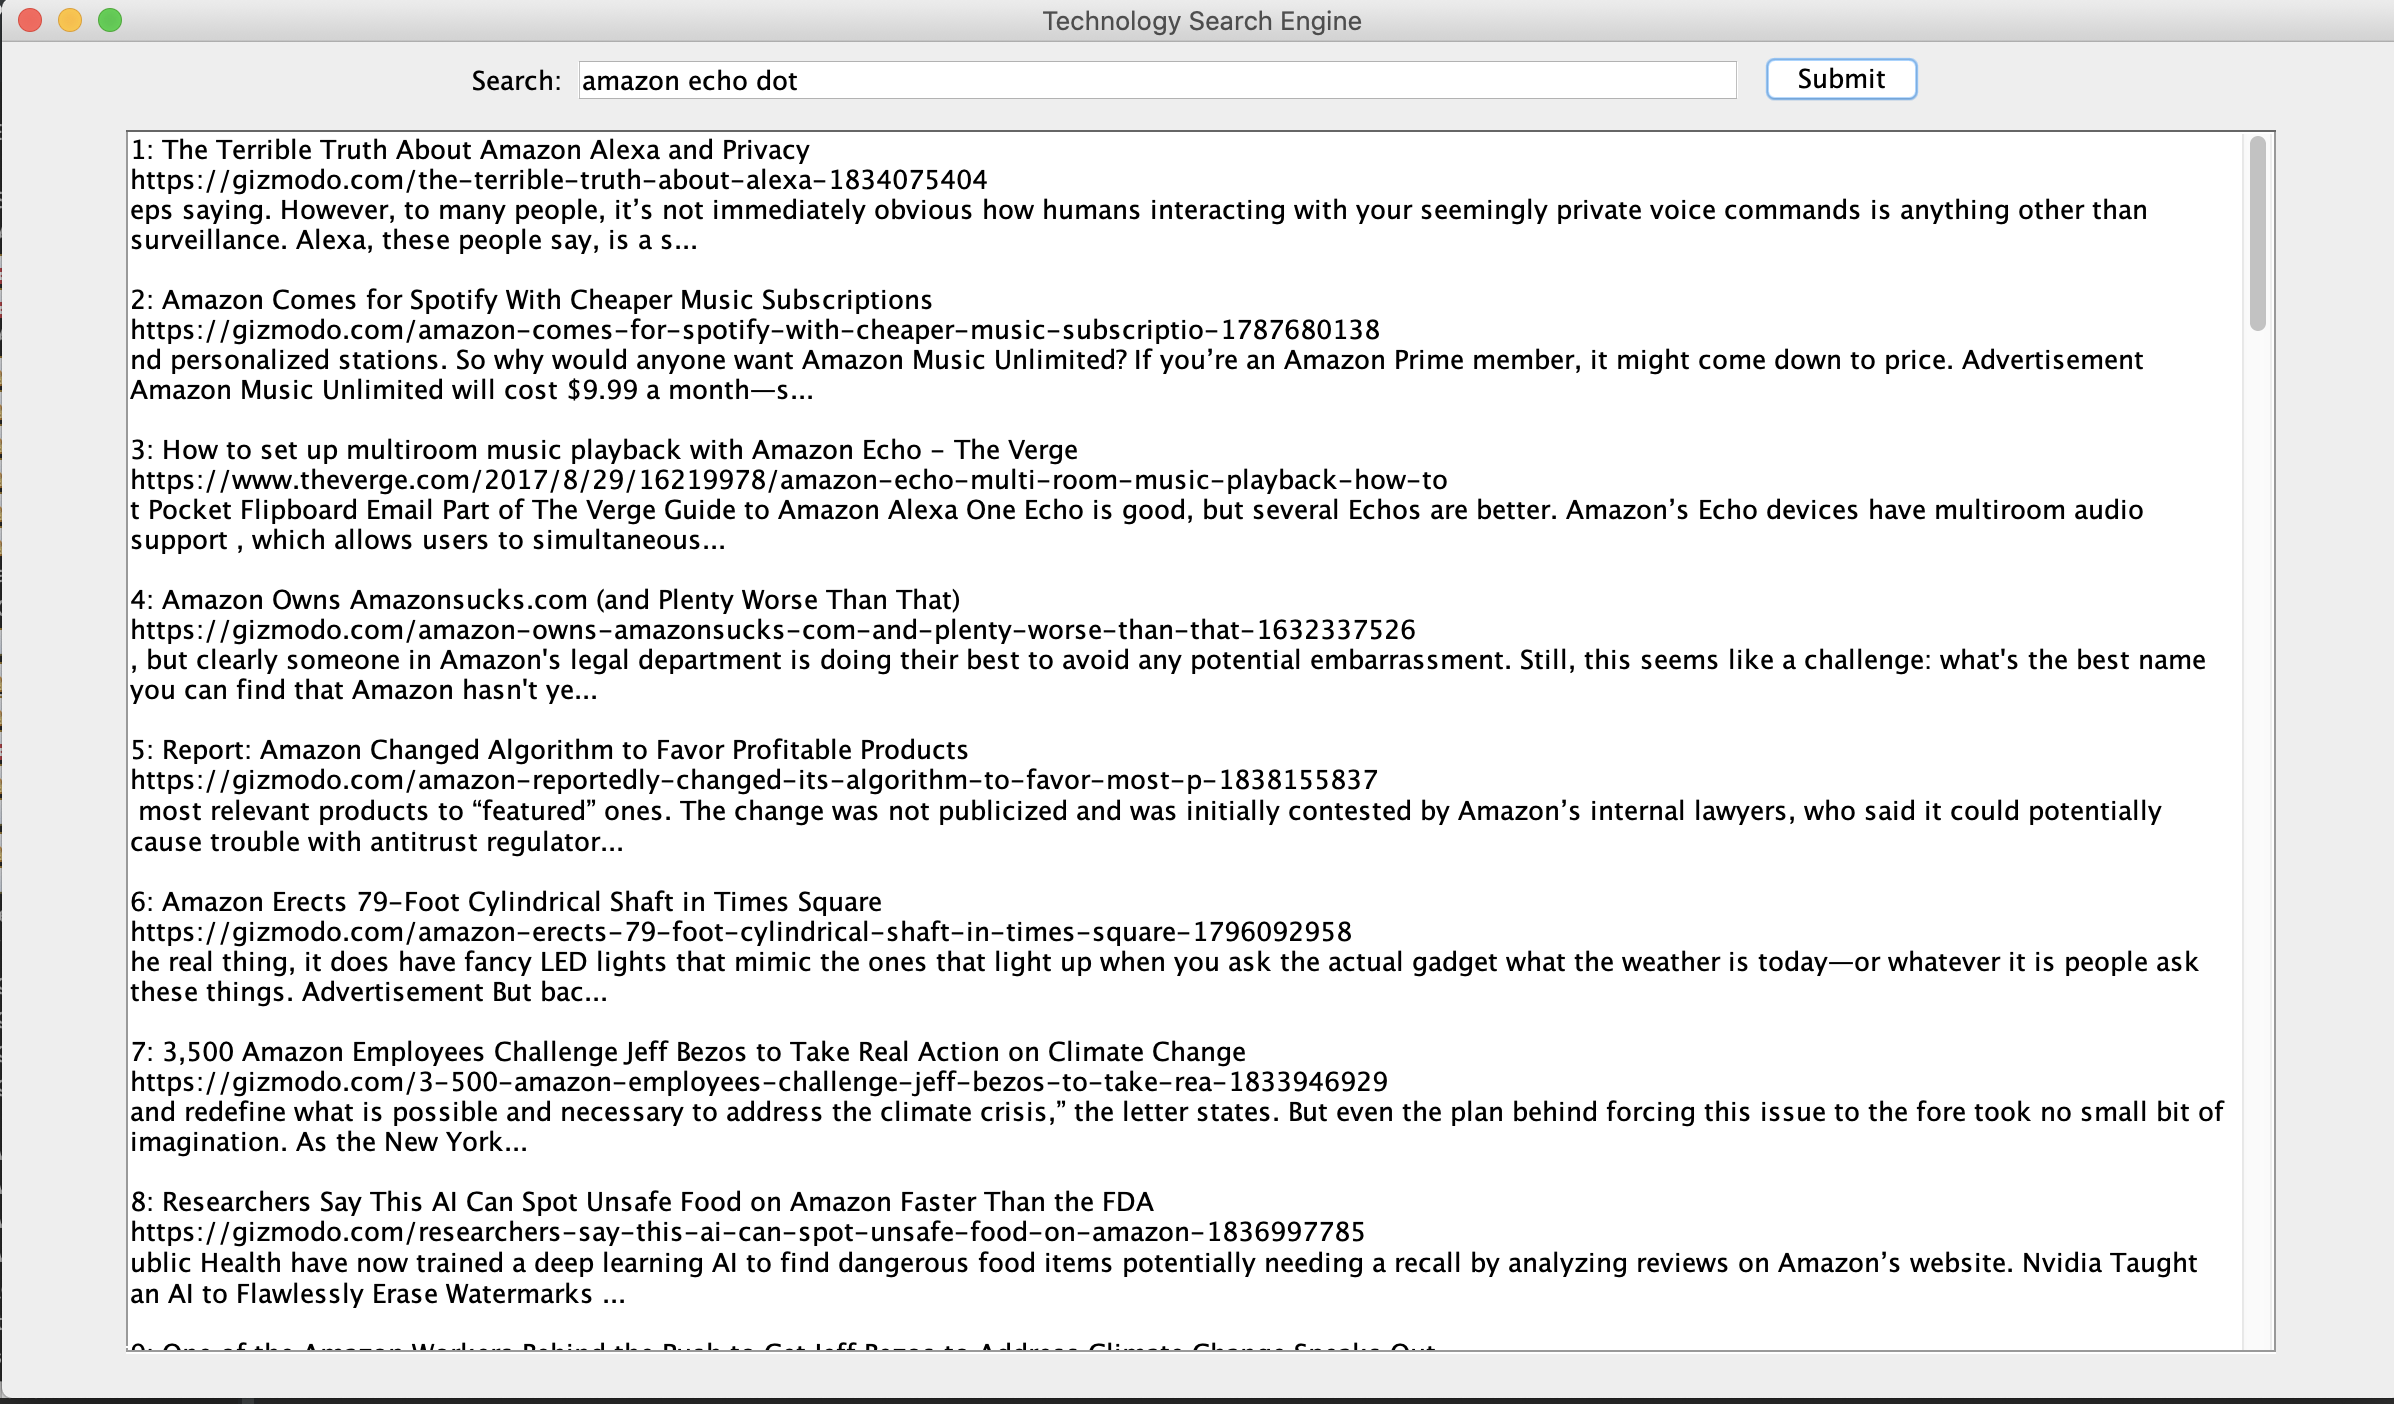 Technology Search Engine
Search: amazon echo dot Submit
1: The Terrible Truth About Amazon Alexa and Privacy
https://gizmodo.com/the-terrible-truth-about-alexa-1834075404
eps saying. However, to many people, it’s not immediately obvious how humans interacting with your seemingly private voice commands is anything other than
surveillance. Alexa, these people say, is a s...
2: Amazon Comes for Spotify With Cheaper Music Subscriptions
https://gizmodo.com/amazon-comes-for-spotify-with-cheaper-music-subscriptio-1787680138
nd personalized stations. So why would anyone want Amazon Music Unlimited? If you’re an Amazon Prime member, it might come down to price. Advertisement
Amazon Music Unlimited will cost $9.99 a month—s...
3: How to set up multiroom music playback with Amazon Echo - The Verge
https://www.theverge.com/2017/8/29/16219978/amazon-echo-multi-room-music-playback-how-to
t Pocket Flipboard Email Part of The Verge Guide to Amazon Alexa One Echo is good, but several Echos are better. Amazon’s Echo devices have multiroom audio
support , which allows users to simultaneous...
4: Amazon Owns Amazonsucks.com (and Plenty Worse Than That)
https://gizmodo.com/amazon-owns-amazonsucks-com-and-plenty-worse-than-that-1632337526
, but clearly someone in Amazon's legal department is doing their best to avoid any potential embarrassment. Still, this seems like a challenge: what's the best name
you can find that Amazon hasn't ye...
5: Report: Amazon Changed Algorithm to Favor Profitable Products
https://gizmodo.com/amazon-reportedly-changed-its-algorithm-to-favor-most-p-1838155837
most relevant products to “featured” ones. The change was not publicized and was initially contested by Amazon’s internal lawyers, who said it could potentially
cause trouble with antitrust regulator...
6: Amazon Erects 79-Foot Cylindrical Shaft in Times Square
https://gizmodo.com/amazon-erects-79-foot-cylindrical-shaft-in-times-square-1796092958
he real thing, it does have fancy LED lights that mimic the ones that light up when you ask the actual gadget what the weather is today—or whatever it is people ask
these things. Advertisement But bac...
7: 3,500 Amazon Employees Challenge Jeff Bezos to Take Real Action on Climate Change
https://gizmodo.com/3-500-amazon-employees-challenge-jeff-bezos-to-take-rea-1833946929
and redefine what is possible and necessary to address the climate crisis,” the letter states. But even the plan behind forcing this issue to the fore took no small bit of
imagination. As the New York...
8: Researchers Say This AI Can Spot Unsafe Food on Amazon Faster Than the FDA
https://gizmodo.com/researchers-say-this-ai-can-spot-unsafe-food-on-amazon-1836997785
ublic Health have now trained a deep learning AI to find dangerous food items potentially needing a recall by analyzing reviews on Amazon’s website. Nvidia Taught
an AI to Flawlessly Erase Watermarks ...
9: One of the Amazon Workers Behind the Push to Get Jeff Bezos to Address Climate Change Speaks Out